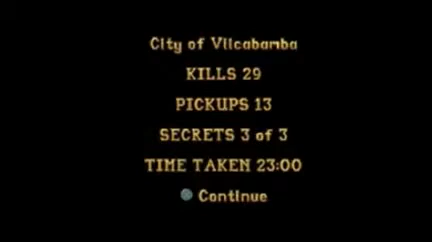 City of Vilcabamba
KILLS 29
PICKUPS 13
SECRETS 3 of 3
TIME TAKEN 23:00
Continue